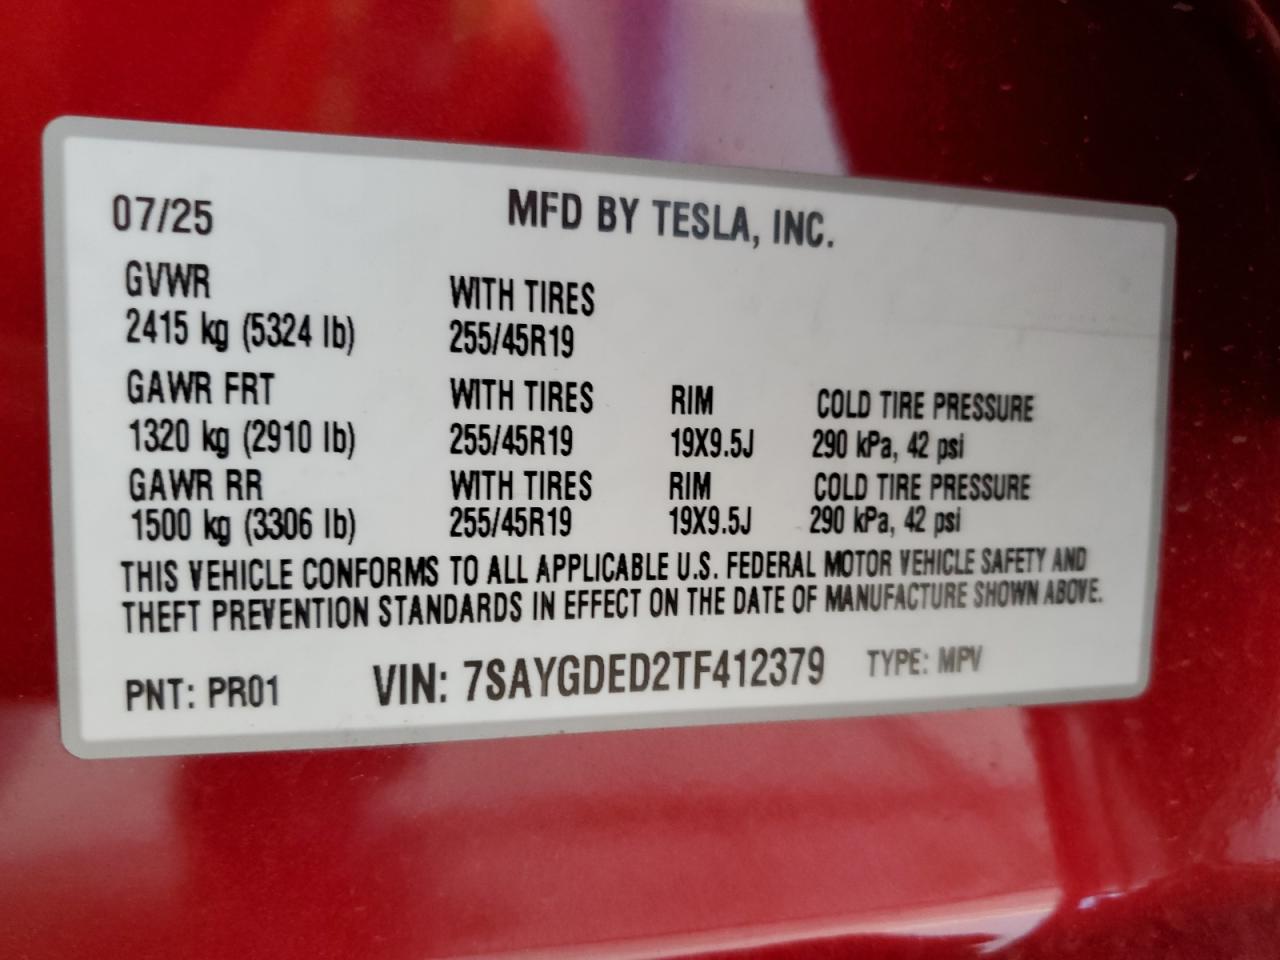 07/25 MFD BY TESLA, INC.
GVWR WITH TIRES
2415 kg (5324 lb) 255/45R19
GAWR FRT WITH TIRES RIM COLD TIRE PRESSURE
1320 kg (2910 lb) 255/45R19 19X9.5J 290 kPa, 42 psi
GAWR RR WITH TIRES RIM COLD TIRE PRESSURE
1500 kg (3306 lb) 255/45R19 19X9.5J 290 kPa, 42 psi
THIS VEHICLE CONFORMS TO ALL APPLICABLE U.S. FEDERAL MOTOR VEHICLE SAFETY AND
THEFT PREVENTION STANDARDS IN EFFECT ON THE DATE OF MANUFACTURE SHOWN ABOVE.
PNT: PR01 VIN: 7SAYGDED2TF412379 TYPE: MPV